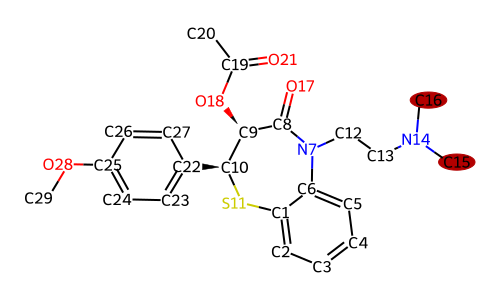 C20
C19 O21
O18 O17 C16
C26 C27 C9 C8 C12 N14
O28 C25 C22 C10 N7 C13 C15
C29 C24 C23 S11 C6 C5
C1
C2 C4
C3